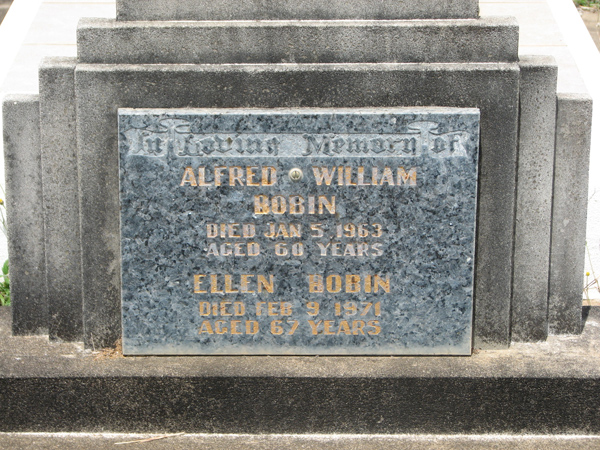 In Loving Memory of
ALFRED WILLIAM
BOBIN
DIED JAN 5 1963
AGED 60 YEARS
ELLEN BOBIN
DIED FEB 9 1971
AGED 67 YEARS